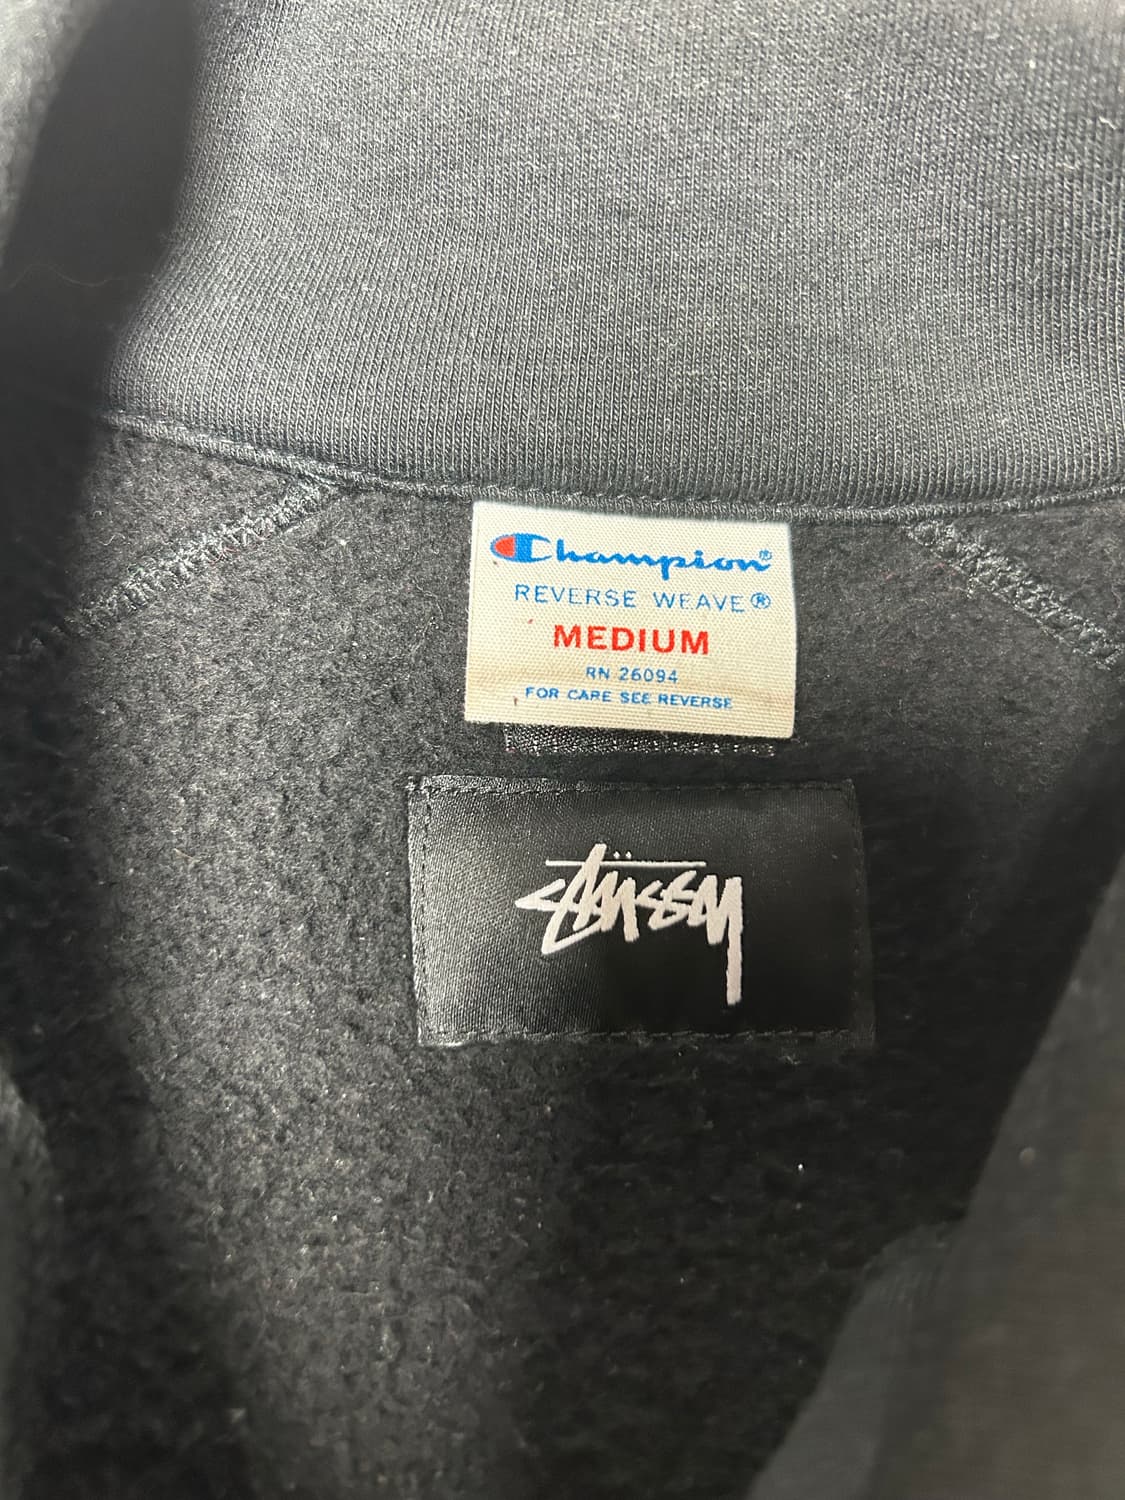 Champion®
REVERSE WEAVE®
MEDIUM
RN 26094
FOR CARE SEE REVERSE
Stüssy